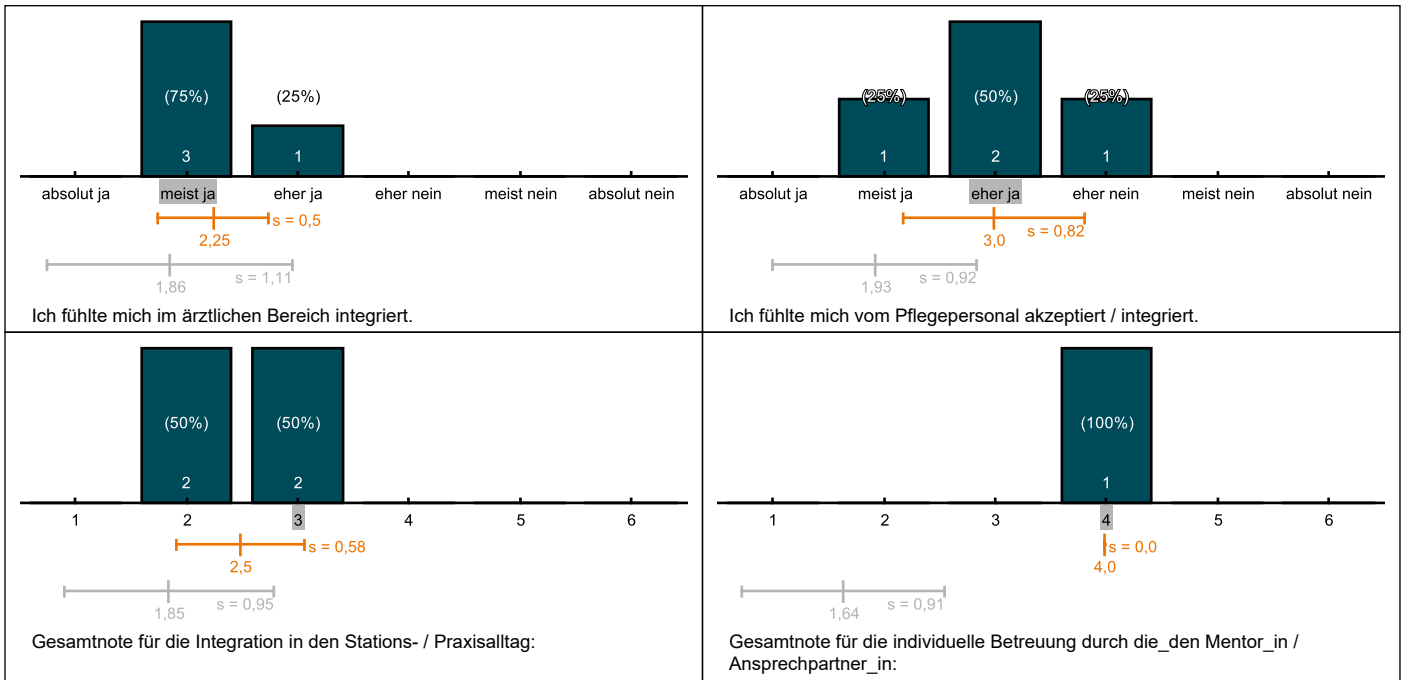 (75%) (25%)
3 1
absolut ja meist ja eher ja eher nein meist nein absolut nein
s = 0,5
2,25
s = 1,11
1,86
Ich fühlte mich im ärztlichen Bereich integriert.
(25%) (50%) (25%)
1 2 1
absolut ja meist ja eher ja eher nein meist nein absolut nein
s = 0,82
3,0
s = 0,92
1,93
Ich fühlte mich vom Pflegepersonal akzeptiert / integriert.
(50%) (50%)
2 2
1 2 3 4 5 6
s = 0,58
2,5
s = 0,95
1,85
Gesamtnote für die Integration in den Stations- / Praxisalltag:
(100%)
1
1 2 3 4 5 6
s = 0,0
4,0
s = 0,91
1,64
Gesamtnote für die individuelle Betreuung durch die_den Mentor_in /
Ansprechpartner_in: